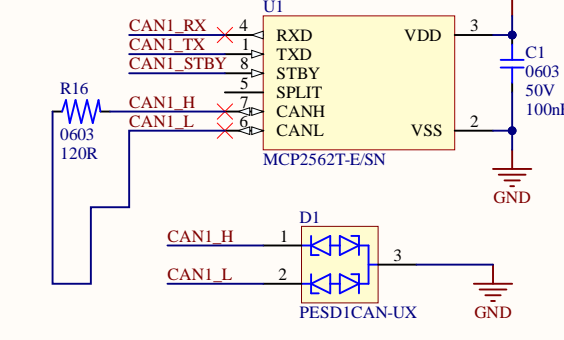 U1
CAN1_RX 4 RXD VDD 3
CAN1_TX 1 TXD
CAN1_STBY 8 STBY
5 SPLIT
CAN1_H 7 CANH
CAN1_L 6 CANL VSS 2
MCP2562T-E/SN
C1
0603
50V
100n
R16
0603
120R
GND
D1
CAN1_H 1
CAN1_L 2
3
PESD1CAN-UX
GND